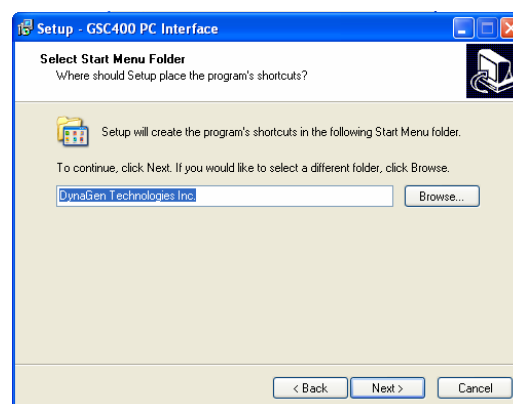 Setup - GSC400 PC Interface
Select Start Menu Folder
Where should Setup place the program's shortcuts?
Setup will create the program's shortcuts in the following Start Menu folder.
To continue, click Next. If you would like to select a different folder, click Browse.
DynaGen Technologies Inc.
Browse...
< Back
Next >
Cancel